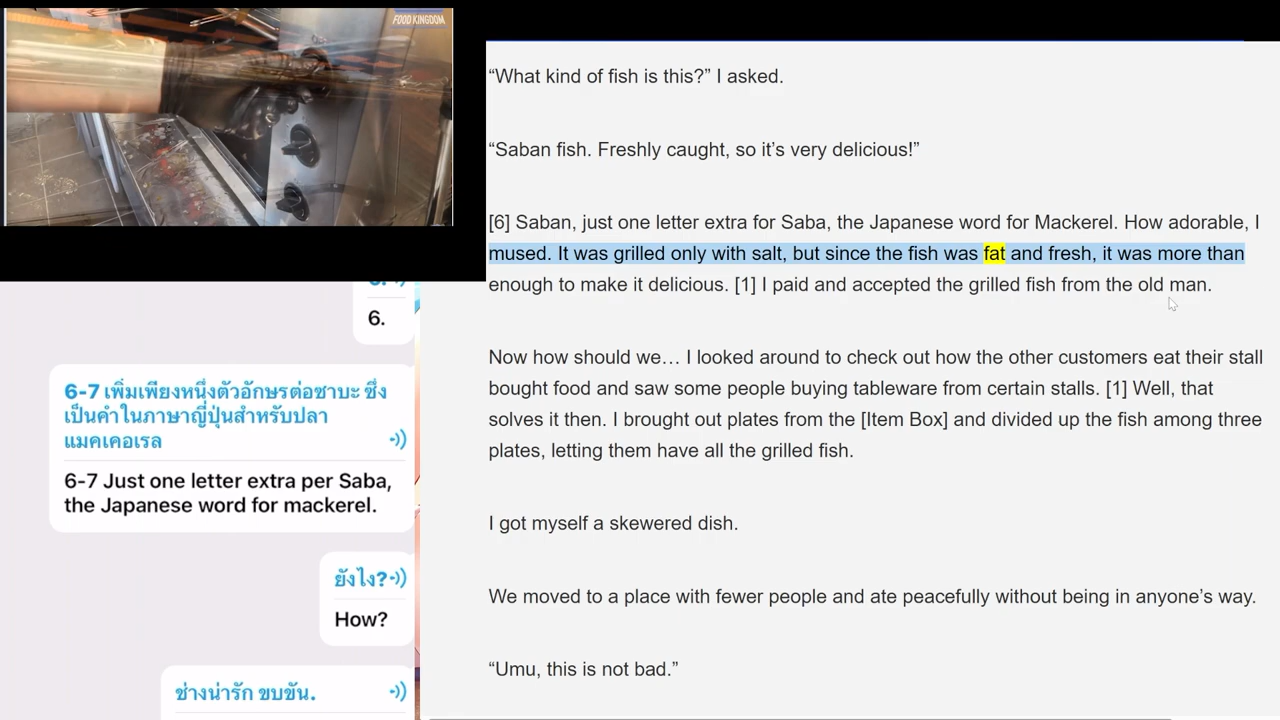 FOOD KINGDOM
“What kind of fish is this?” I asked.
“Saban fish. Freshly caught, so it’s very delicious!”
[6] Saban, just one letter extra for Saba, the Japanese word for Mackerel. How adorable, I
mused. It was grilled only with salt, but since the fish was fat and fresh, it was more than
enough to make it delicious. [1] I paid and accepted the grilled fish from the old man.
Now how should we… I looked around to check out how the other customers eat their stall
bought food and saw some people buying tableware from certain stalls. [1] Well, that
solves it then. I brought out plates from the [Item Box] and divided up the fish among three
plates, letting them have all the grilled fish.
I got myself a skewered dish.
We moved to a place with fewer people and ate peacefully without being in anyone’s way.
“Umu, this is not bad.”
6.
6-7 เพิ่มเพียงหนึ่งตัวอักษรต่อซาบะ ซึ่ง
เป็นคำในภาษาญี่ปุ่นสำหรับปลา
แมคเคอเรล
6-7 Just one letter extra per Saba,
the Japanese word for mackerel.
ยังไง?
How?
ช่างน่ารัก ขบขัน.